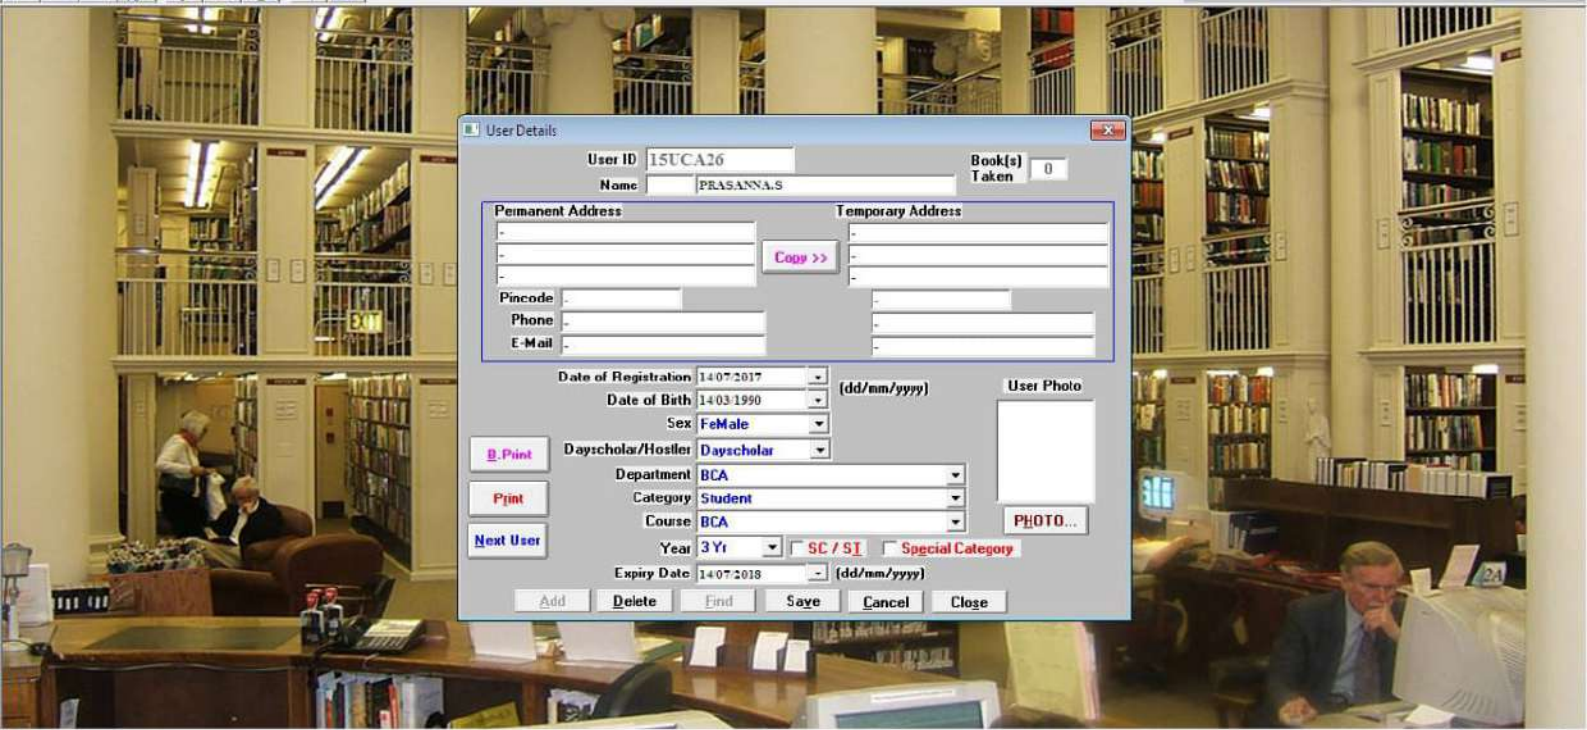 User Details
User ID 15UCA26 Book(s) Taken 0
Name PRASANNA.S
Permanent Address Temporary Address
- -
- Copy >> -
- -
Pincode - -
Phone - -
E-Mail - -
Date of Registration 14/07/2017 (dd/mm/yyyy) User Photo
Date of Birth 14/03/1990
Sex FeMale
B.Print Dayscholar/Hostler Dayscholar
Department BCA
Print Category Student
Course BCA PHOTO...
Next User Year 3 Yr SC / ST Special Category
Expiry Date 14/07/2018 (dd/mm/yyyy)
Add Delete Find Save Cancel Close
EXIT
2A